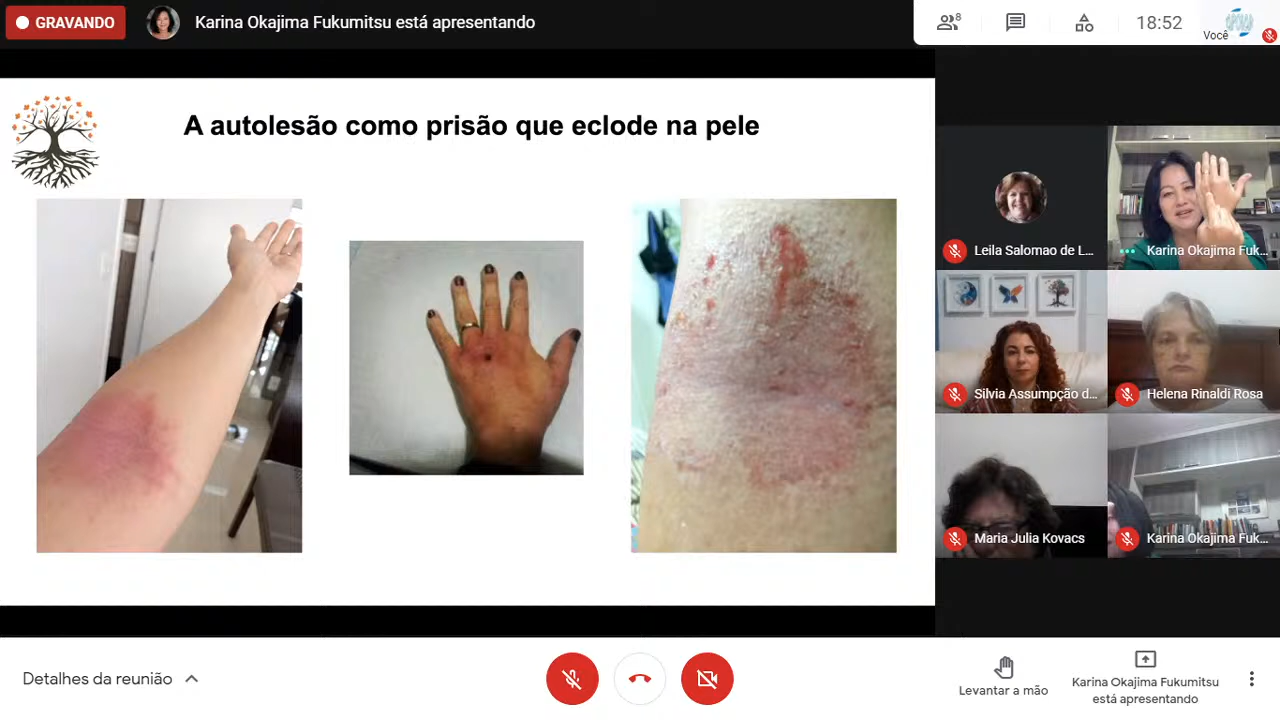 GRAVANDO
Karina Okajima Fukumitsu está apresentando
8
18:52
Você
A autolesão como prisão que eclode na pele
Leila Salomao de L...
Karina Okajima Fuk...
Silvia Assumpção d...
Helena Rinaldi Rosa
Maria Julia Kovacs
Karina Okajima Fuk...
Detalhes da reunião
Levantar a mão
Karina Okajima Fukumitsu
está apresentando